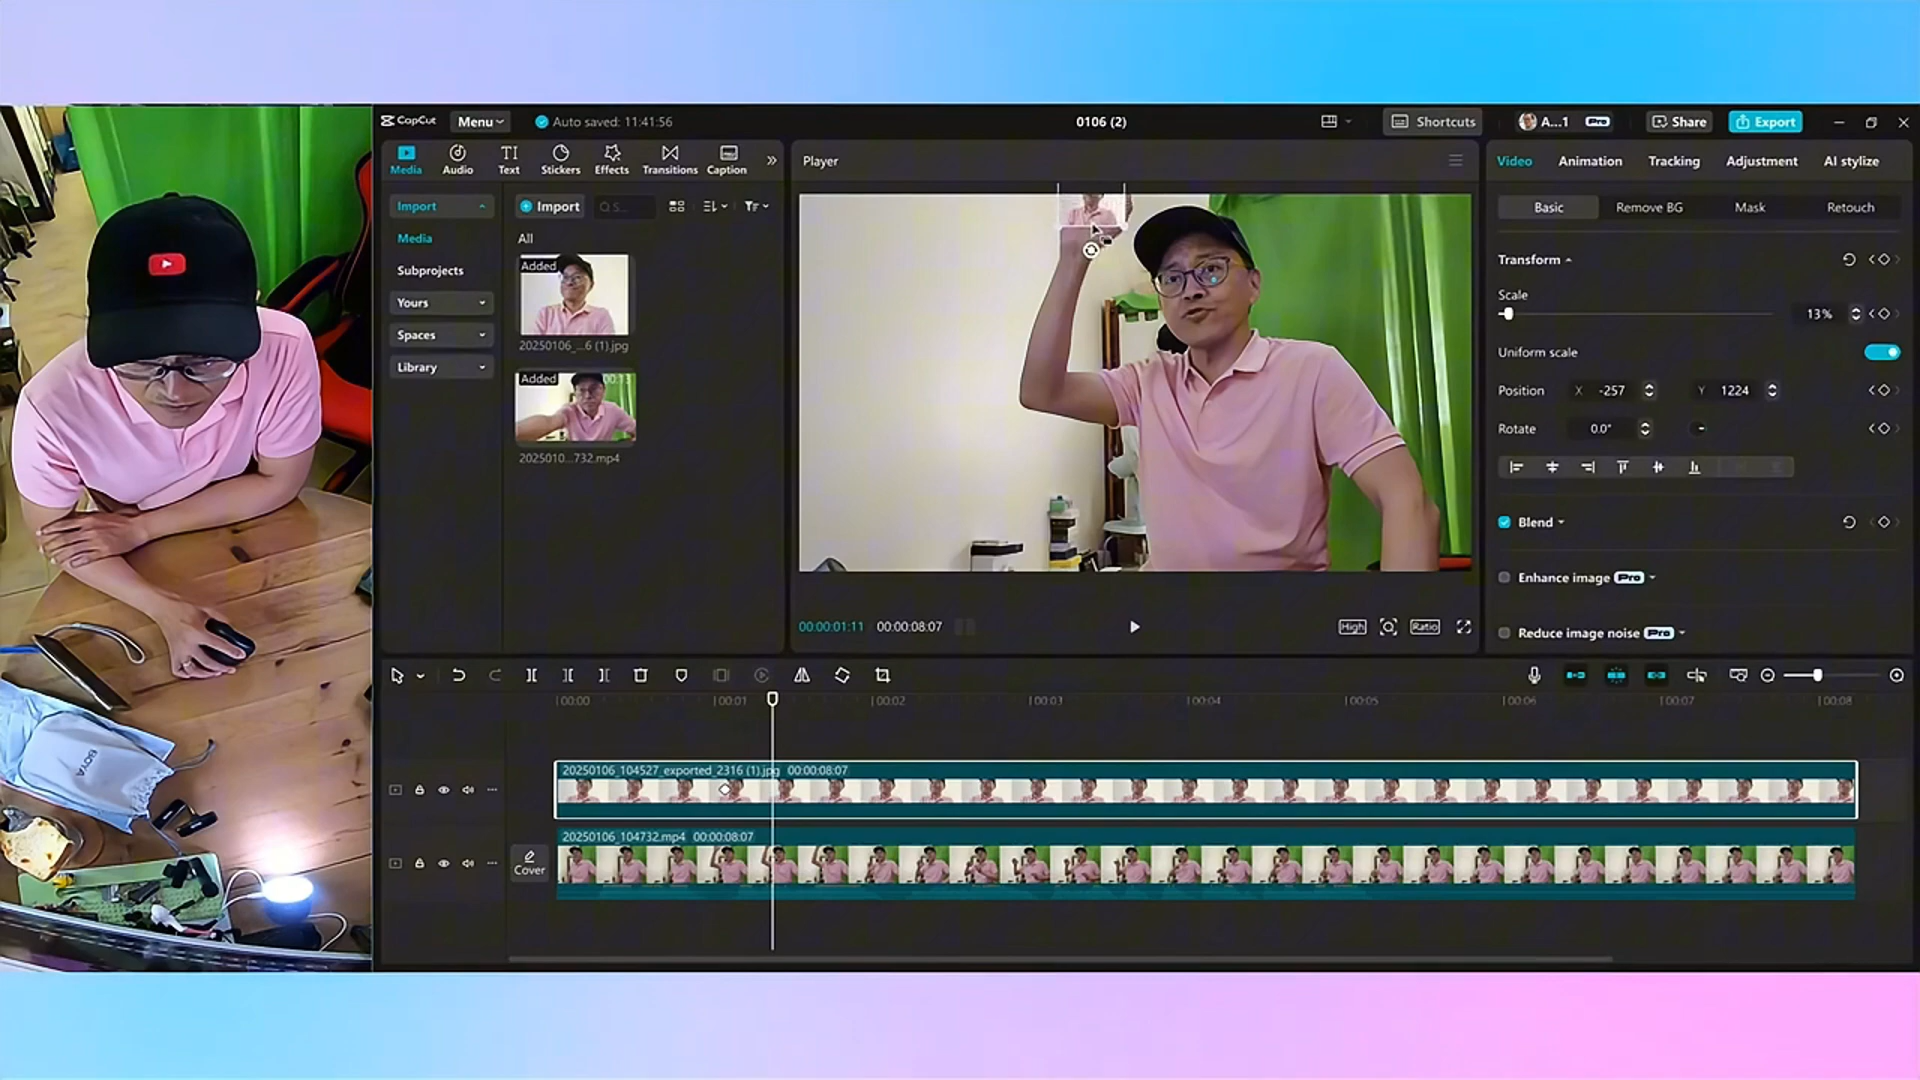 CapCut
Menu
Auto saved: 11:41:56
0106 (2)
Shortcuts
A...1
Pro
Share
Export
Media
Audio
Text
Stickers
Effects
Transitions
Caption
Player
Video
Animation
Tracking
Adjustment
AI stylize
Import
Media
Subprojects
Yours
Spaces
Library
Import
S...
All
Added
20250106_...6 (1).jpg
Added
00:13
2025010...732.mp4
Basic
Remove BG
Mask
Retouch
Transform
Scale
13%
Uniform scale
Position X -257 Y 1224
Rotate 0.0°
Blend
Enhance image Pro
Reduce image noise Pro
00:00:01:11 00:00:08:07
High
Ratio
00:00 00:01 00:02 00:03 00:04 00:05 00:06 00:07 00:08
20250106_104527_exported_2316 (1).jpg 00:00:08:07
20250106_104732.mp4 00:00:08:07
Cover
BOYA